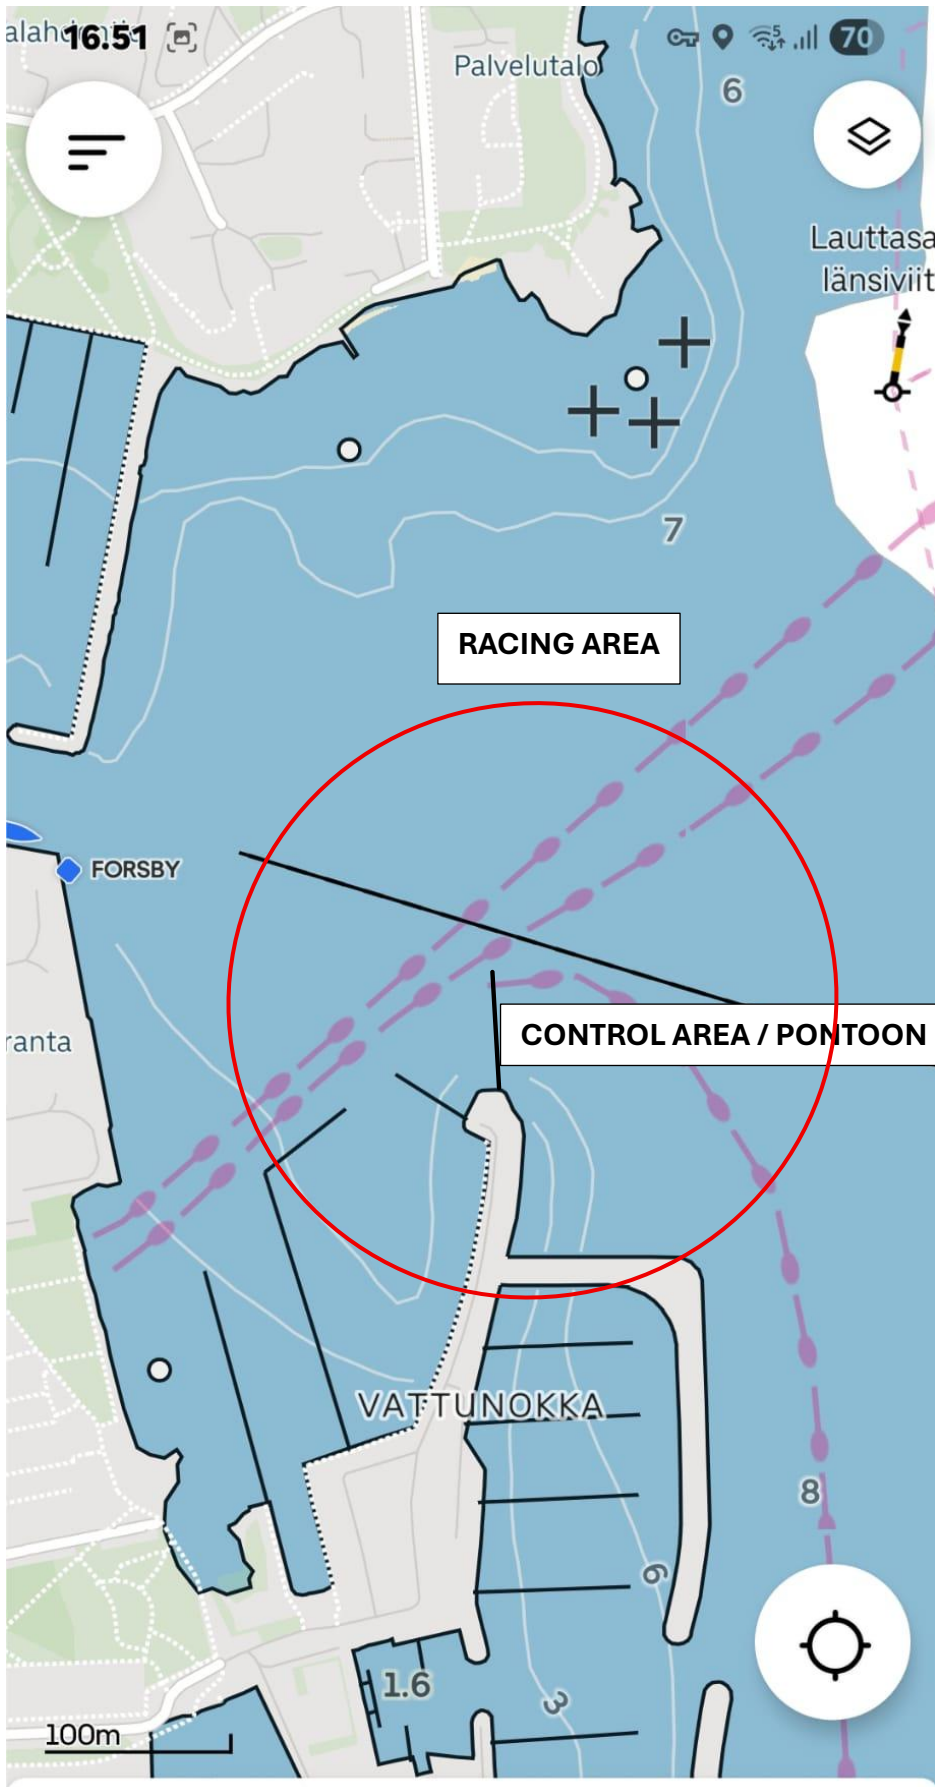 16.51
70
Palvelutalo
6
Lauttasa
länsiviit
7
RACING AREA
FORSBY
CONTROL AREA / PONTOON
ranta
VATTUNOKKA
8
6
1.6
3
100m